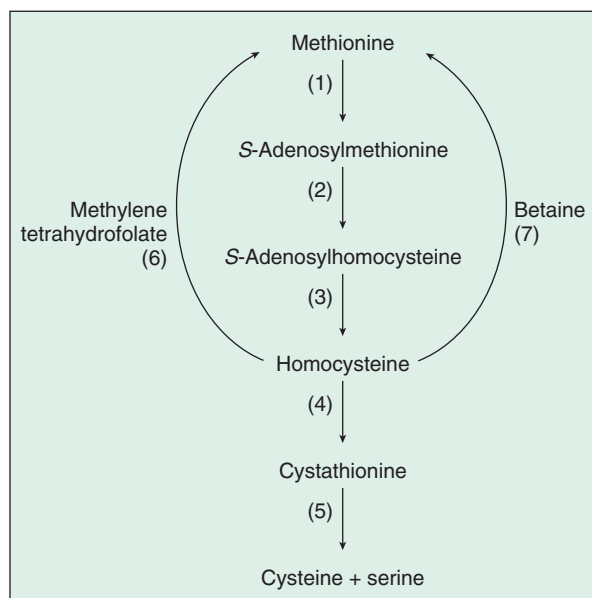 Methionine
(1)
S-Adenosylmethionine
(2)
Methylene
tetrahydrofolate
(6)
Betaine
(7)
S-Adenosylhomocysteine
(3)
Homocysteine
(4)
Cystathionine
(5)
Cysteine + serine